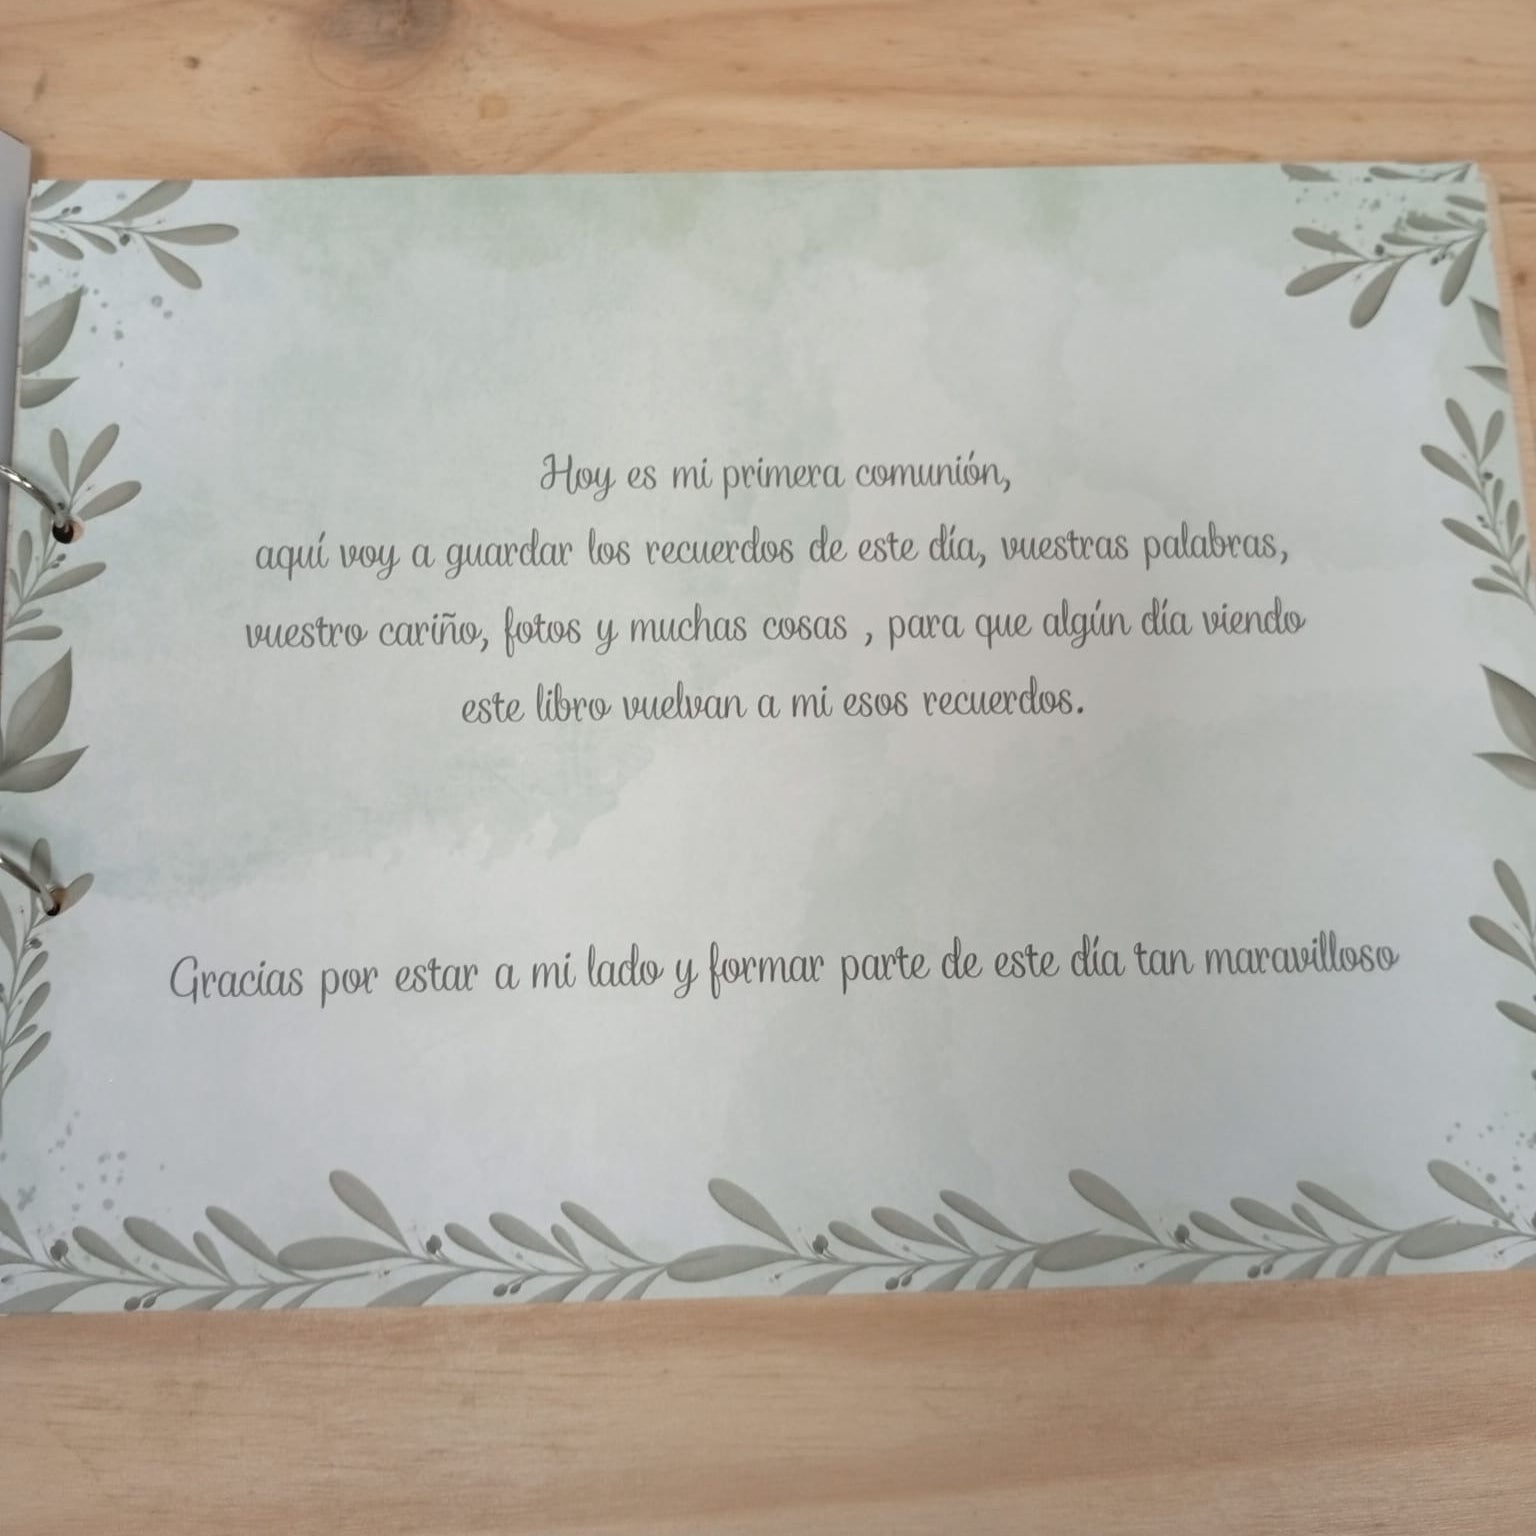 Hoy es mi primera comunión,
aquí voy a guardar los recuerdos de este día, vuestras palabras,
vuestro cariño, fotos y muchas cosas , para que algún día viendo
este libro vuelvan a mi esos recuerdos.
Gracias por estar a mi lado y formar parte de este día tan maravilloso